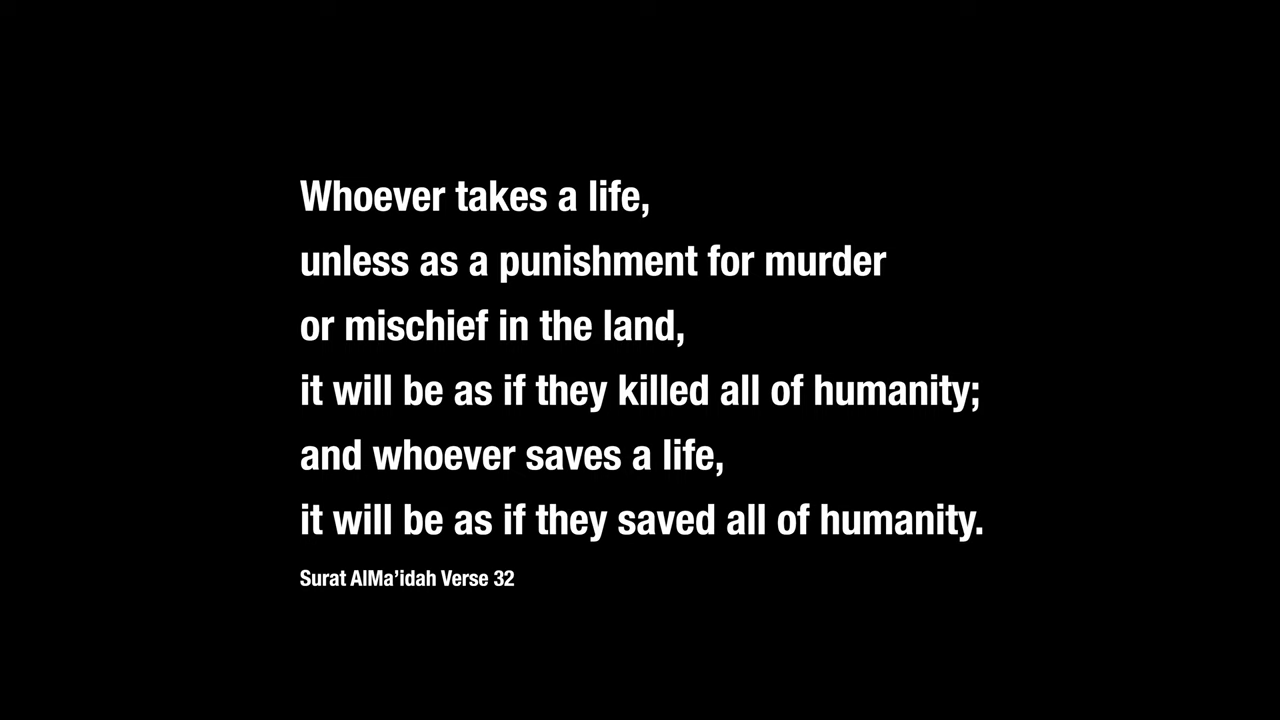 Whoever takes a life,
unless as a punishment for murder
or mischief in the land,
it will be as if they killed all of humanity;
and whoever saves a life,
it will be as if they saved all of humanity.
Surat AlMa’idah Verse 32